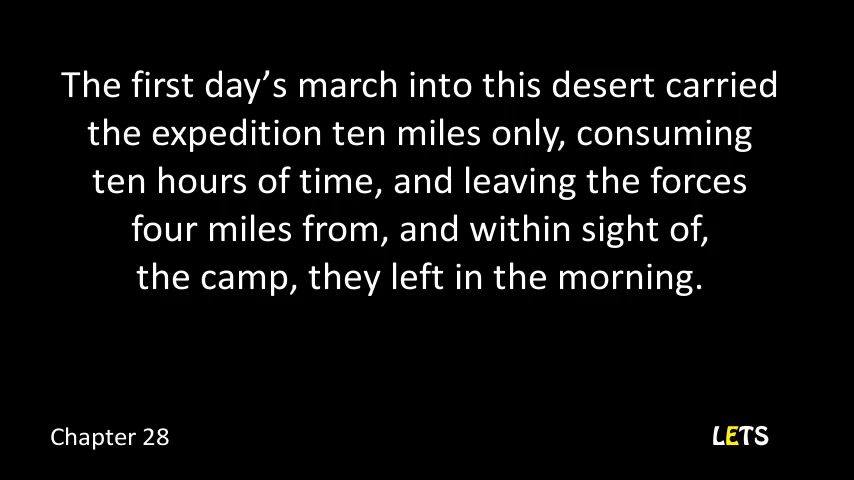 The first day’s march into this desert carried
the expedition ten miles only, consuming
ten hours of time, and leaving the forces
four miles from, and within sight of,
the camp, they left in the morning.
Chapter 28
LETS